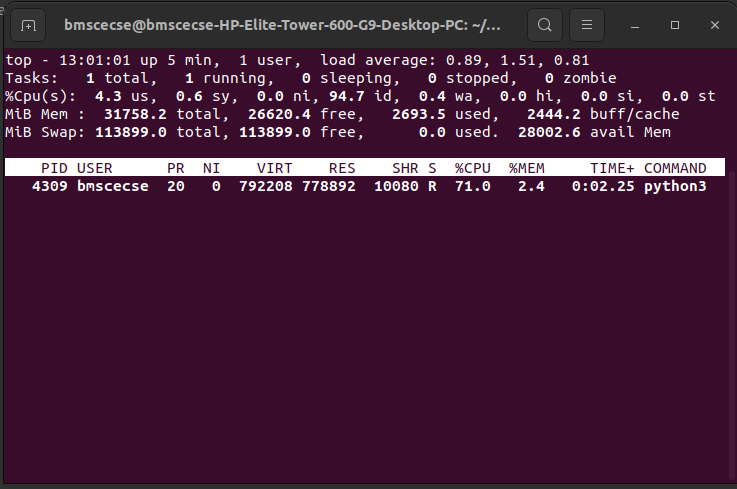 bmscecse@bmscecse-HP-Elite-Tower-600-G9-Desktop-PC: ~/...
top - 13:01:01 up 5 min,  1 user,  load average: 0.89, 1.51, 0.81
Tasks:   1 total,   1 running,   0 sleeping,   0 stopped,   0 zombie
%Cpu(s):  4.3 us,  0.6 sy,  0.0 ni, 94.7 id,  0.4 wa,  0.0 hi,  0.0 si,  0.0 st
MiB Mem :  31758.2 total,  26620.4 free,   2693.5 used,   2444.2 buff/cache
MiB Swap: 113899.0 total, 113899.0 free,      0.0 used.  28002.6 avail Mem
PID USER      PR  NI    VIRT    RES    SHR S  %CPU  %MEM     TIME+ COMMAND
4309 bmscecse  20   0  792208 778892  10080 R  71.0   2.4   0:02.25 python3